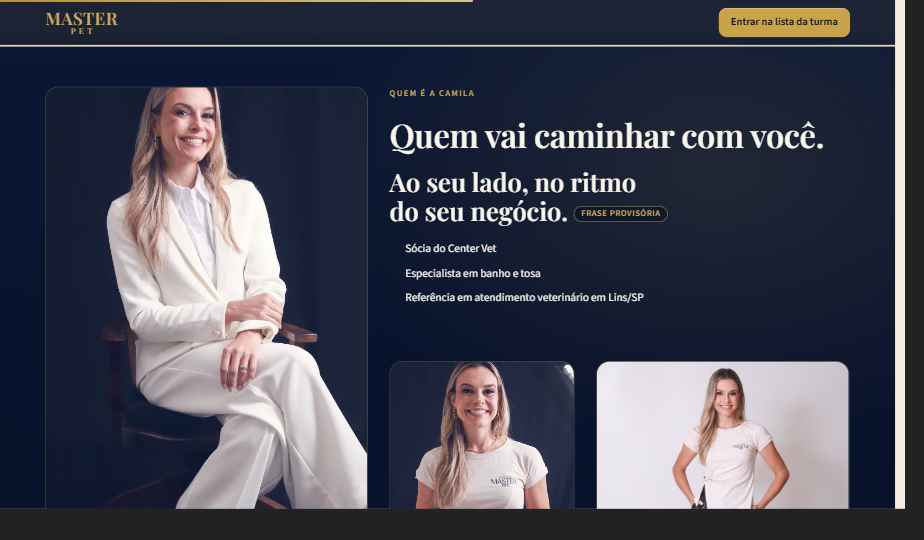 MASTER
PET
Entrar na lista da turma
QUEM É A CAMILA
Quem vai caminhar com você.
Ao seu lado, no ritmo
do seu negócio. FRASE PROVISÓRIA
Sócia do Center Vet
Especialista em banho e tosa
Referência em atendimento veterinário em Lins/SP
MASTER